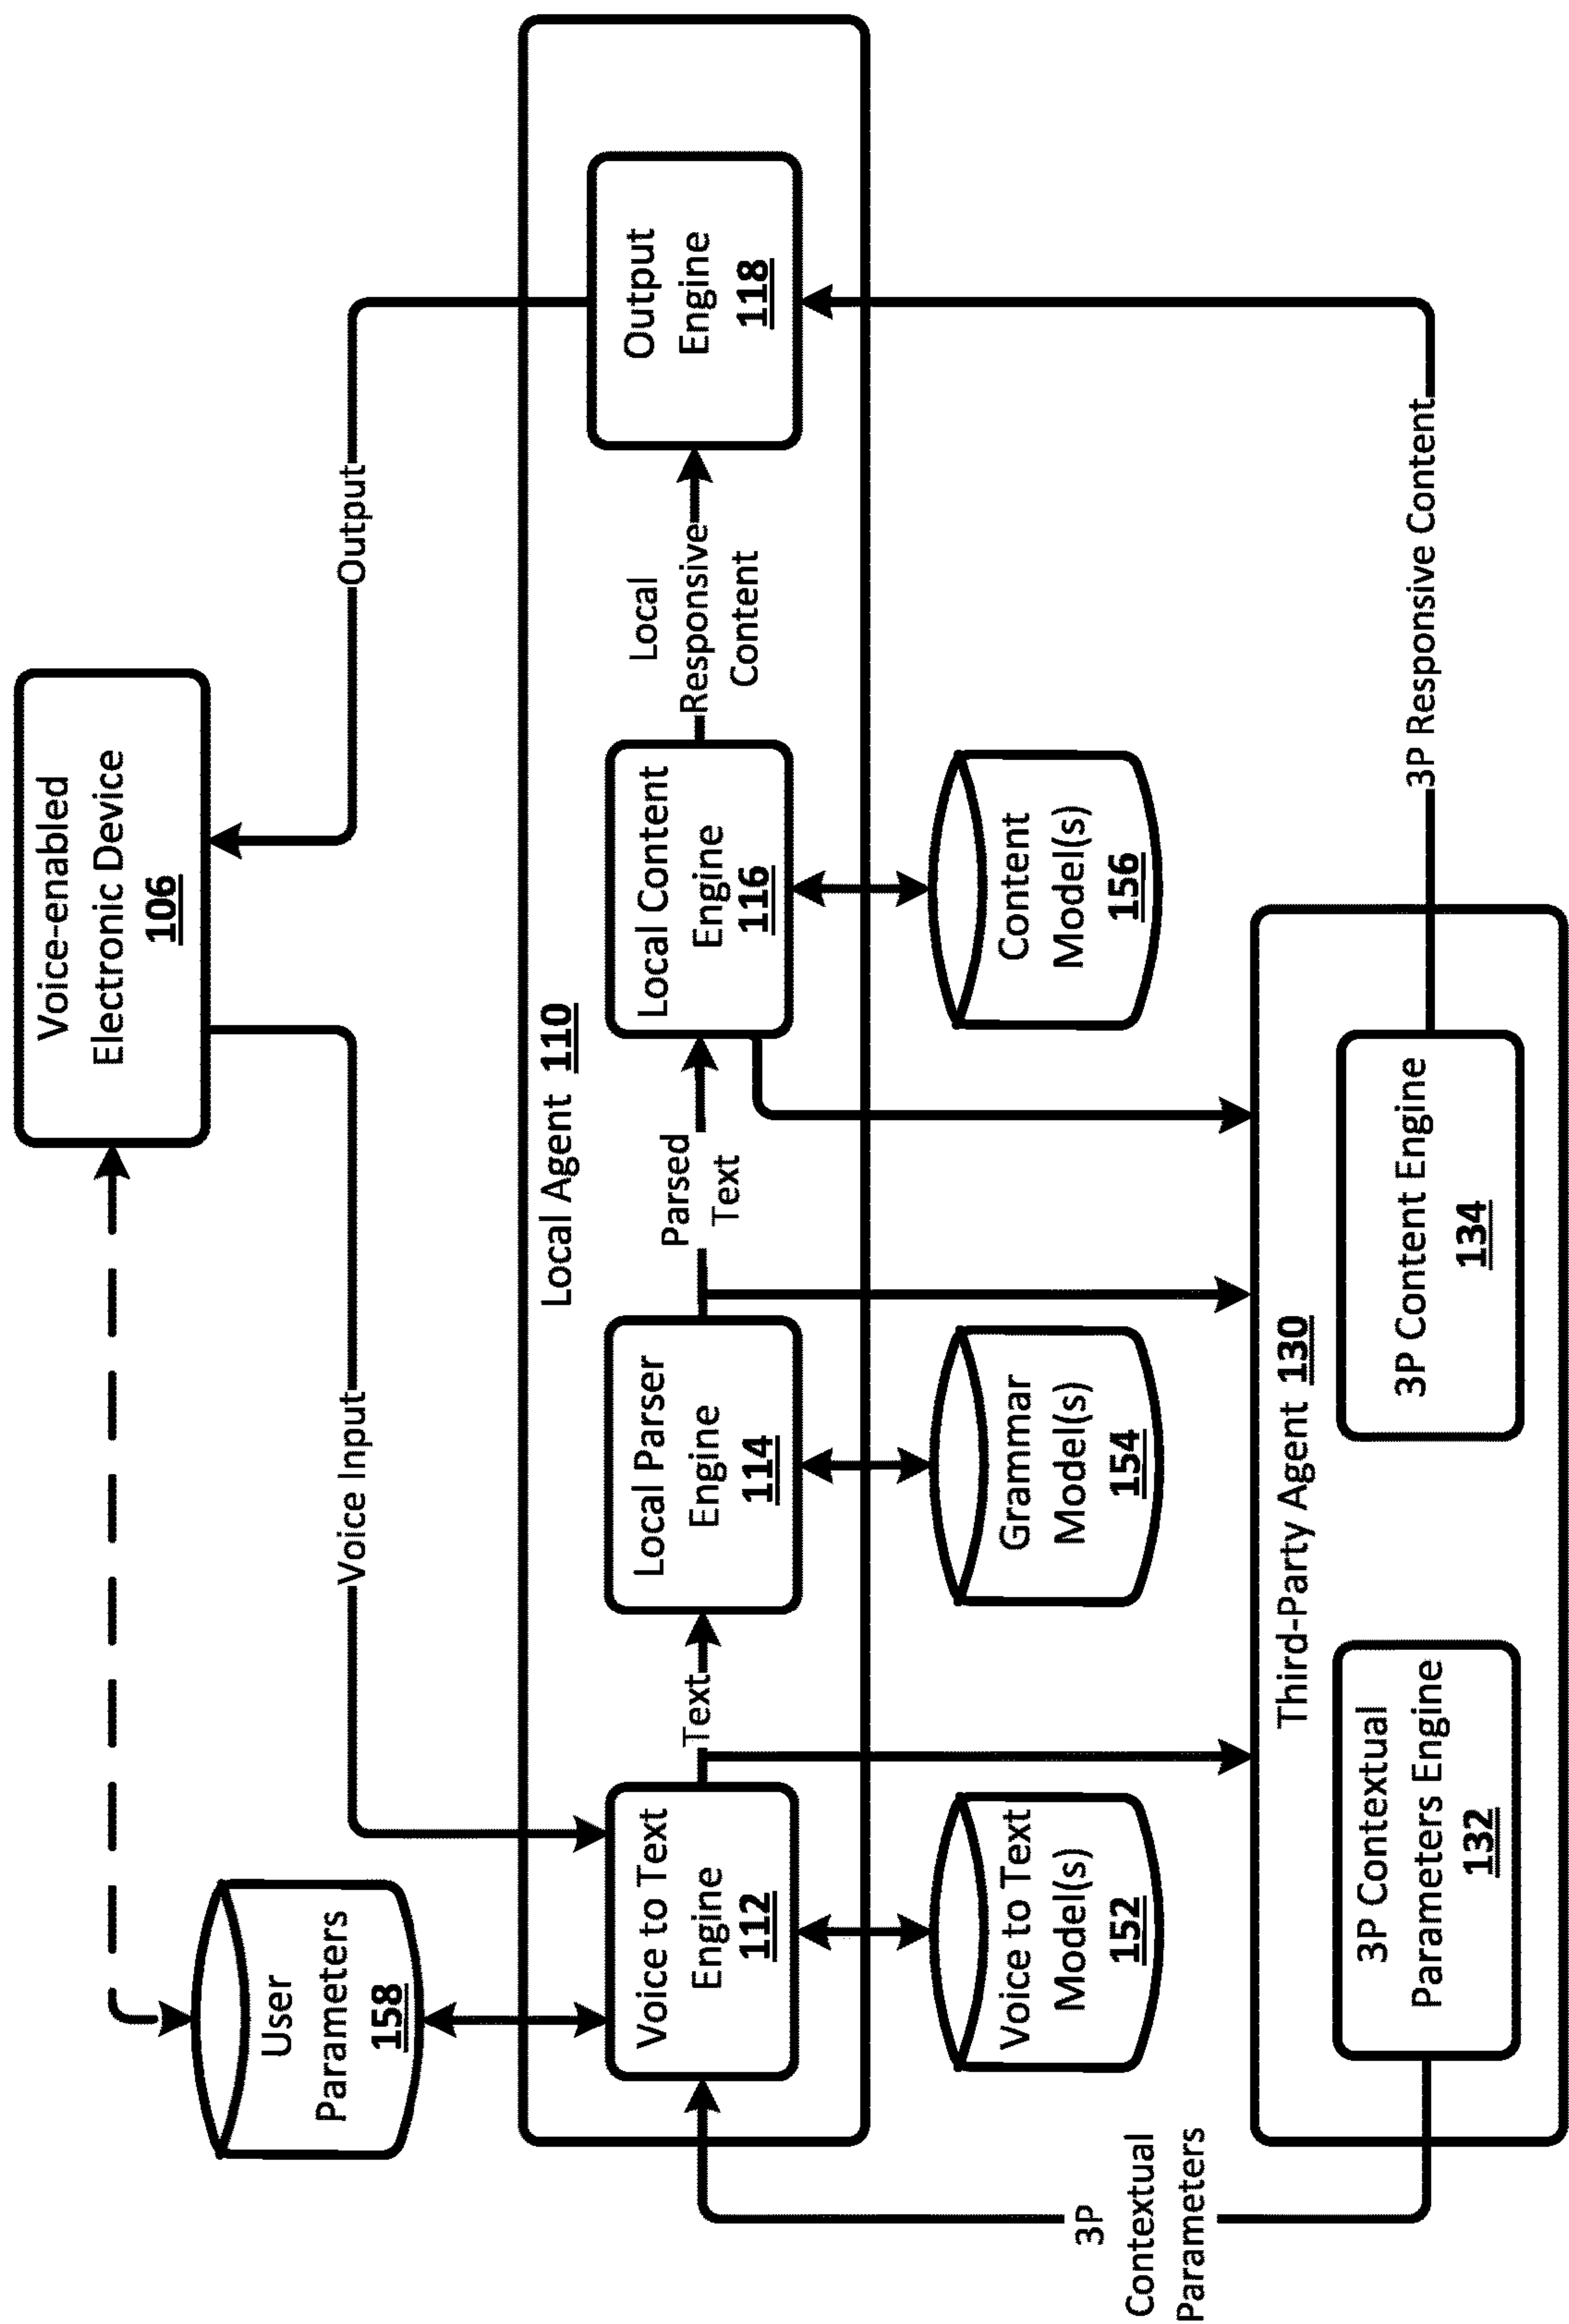 Voice-enabled
Electronic Device
106
User
Parameters
158
Voice Input
Output
Local Agent 110
Voice to Text
Engine
112
Text
Local Parser
Engine
114
Parsed
Text
Local Content
Engine
116
Local
Responsive
Content
Output
Engine
118
Voice to Text
Model(s)
152
Grammar
Model(s)
154
Content
Model(s)
156
3P
Contextual
Parameters
Third-Party Agent 130
3P Contextual
Parameters Engine
132
3P Content Engine
134
3P Responsive Content